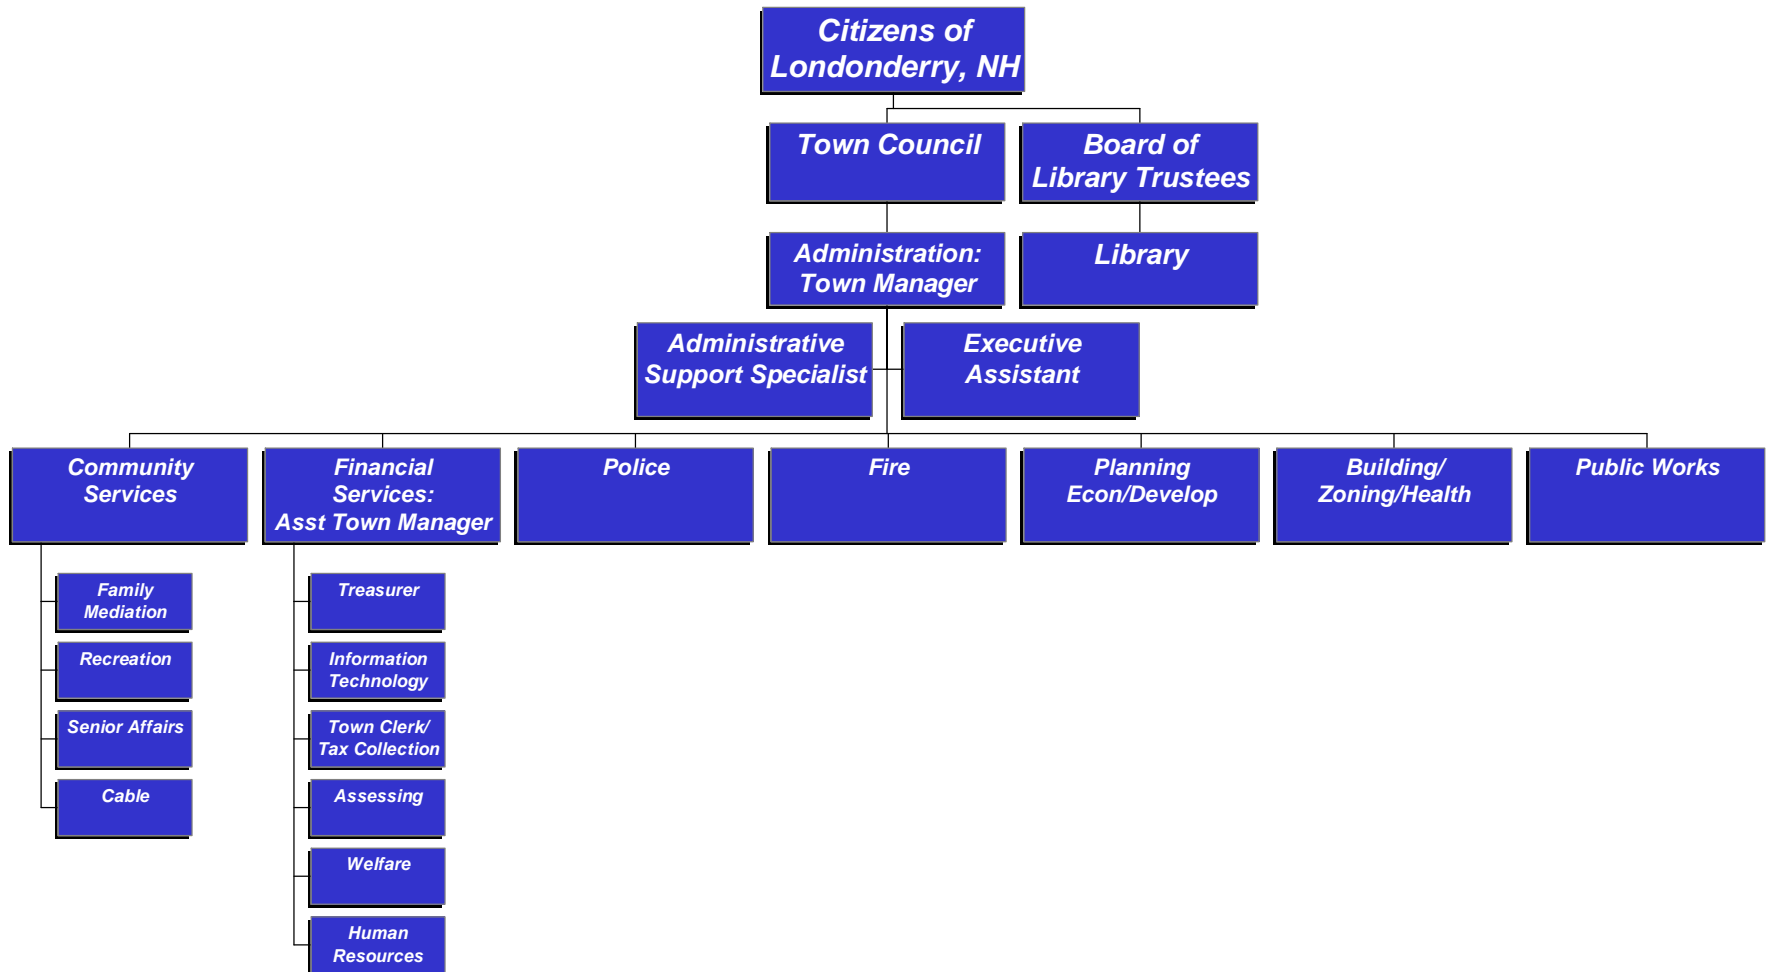 Citizens of
Londonderry, NH
Town Council
Board of
Library Trustees
Administration:
Town Manager
Library
Administrative
Support Specialist
Executive
Assistant
Community
Services
Financial
Services:
Asst Town Manager
Police
Fire
Planning
Econ/Develop
Building/
Zoning/Health
Public Works
Family
Mediation
Recreation
Senior Affairs
Cable
Treasurer
Information
Technology
Town Clerk/
Tax Collection
Assessing
Welfare
Human
Resources